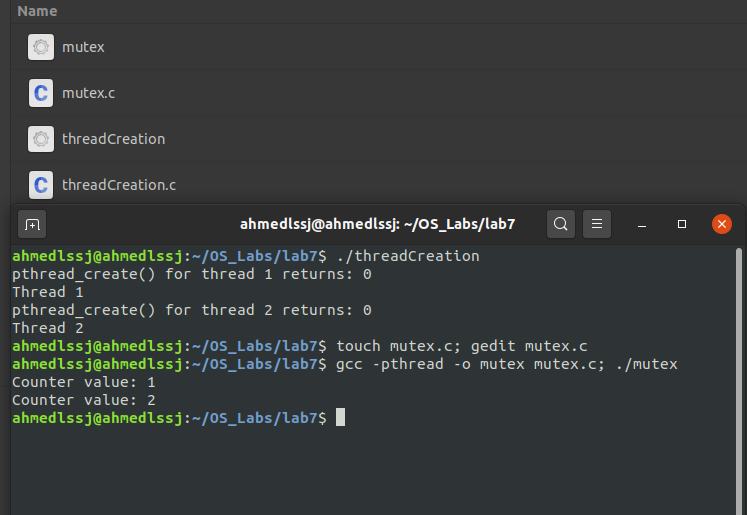 Name
mutex
C mutex.c
threadCreation
C threadCreation.c
ahmedlssj@ahmedlssj: ~/OS_Labs/lab7
ahmedlssj@ahmedlssj:~/OS_Labs/lab7$ ./threadCreation
pthread_create() for thread 1 returns: 0
Thread 1
pthread_create() for thread 2 returns: 0
Thread 2
ahmedlssj@ahmedlssj:~/OS_Labs/lab7$ touch mutex.c; gedit mutex.c
ahmedlssj@ahmedlssj:~/OS_Labs/lab7$ gcc -pthread -o mutex mutex.c; ./mutex
Counter value: 1
Counter value: 2
ahmedlssj@ahmedlssj:~/OS_Labs/lab7$